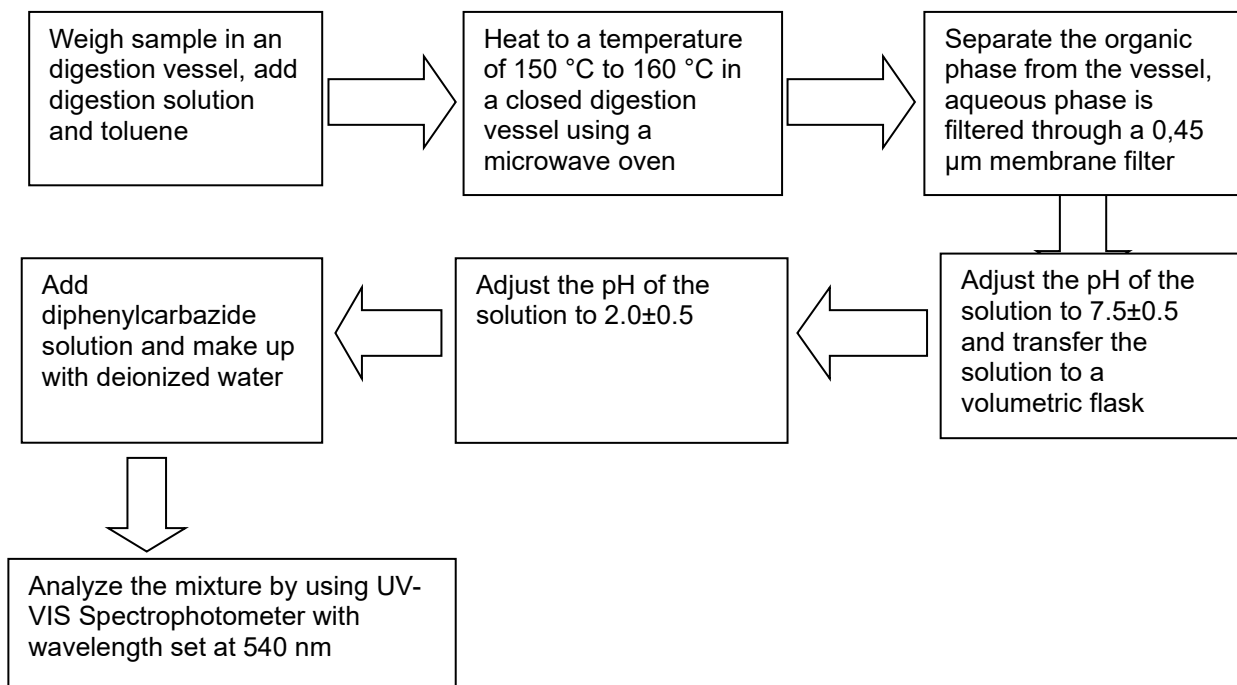 Weigh sample in an
digestion vessel, add
digestion solution
and toluene
Heat to a temperature
of 150 °C to 160 °C in
a closed digestion
vessel using a
microwave oven
Separate the organic
phase from the vessel,
aqueous phase is
filtered through a 0,45
µm membrane filter
Adjust the pH of the
solution to 7.5±0.5
and transfer the
solution to a
volumetric flask
Adjust the pH of the
solution to 2.0±0.5
Add
diphenylcarbazide
solution and make up
with deionized water
Analyze the mixture by using UV-
VIS Spectrophotometer with
wavelength set at 540 nm